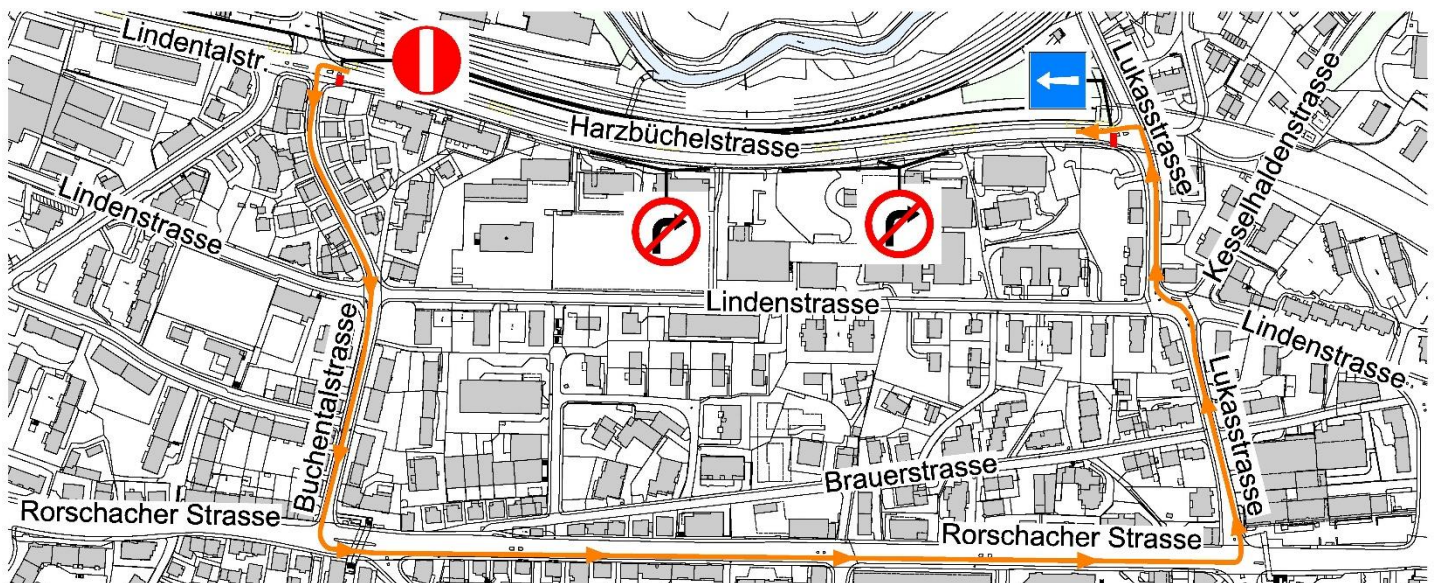 Lindentalstr.
Lukasstrasse
Harzbüchelstrasse
Kesselhaldenstrasse
Lindenstrasse
Lindenstrasse
Lindenstrasse
Buchentalstrasse
Lukasstrasse
Brauerstrasse
Rorschacher Strasse
Rorschacher Strasse